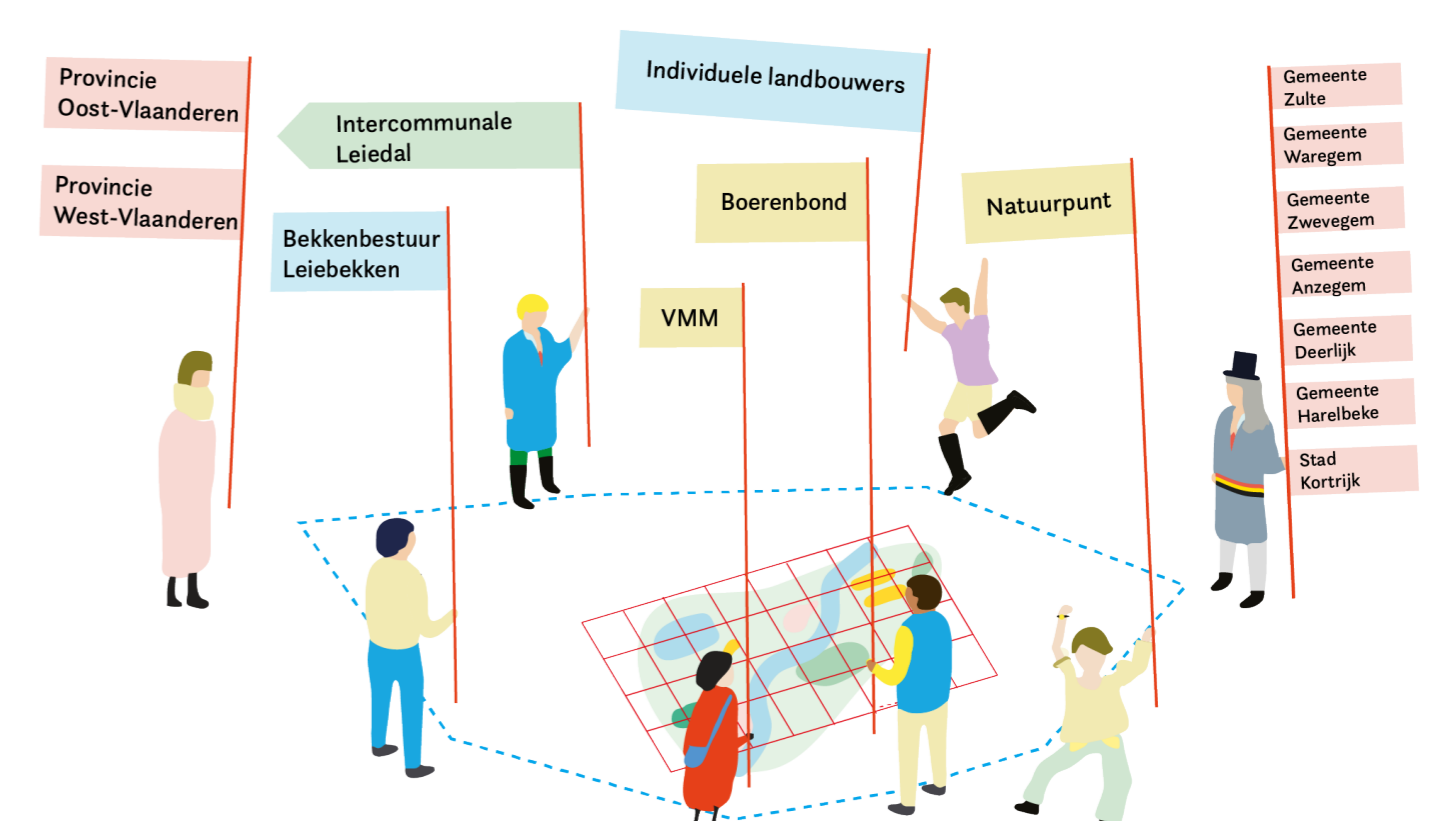 Provincie
Oost-Vlaanderen
Provincie
West-Vlaanderen
Intercommunale
Leiedal
Bekkenbestuur
Leiebekken
Individuele landbouwers
Boerenbond
VMM
Natuurpunt
Gemeente
Zulte
Gemeente
Waregem
Gemeente
Zwevegem
Gemeente
Anzegem
Gemeente
Deerlijk
Gemeente
Harelbeke
Stad
Kortrijk